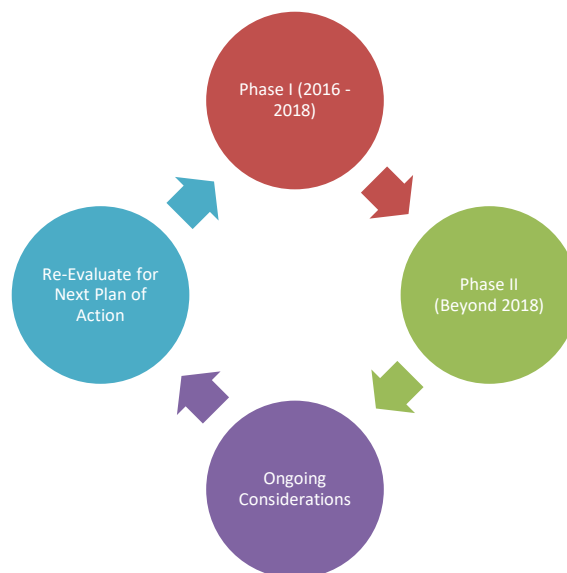 Phase I (2016 -
2018)
Phase II
(Beyond 2018)
Ongoing
Considerations
Re-Evaluate for
Next Plan of
Action